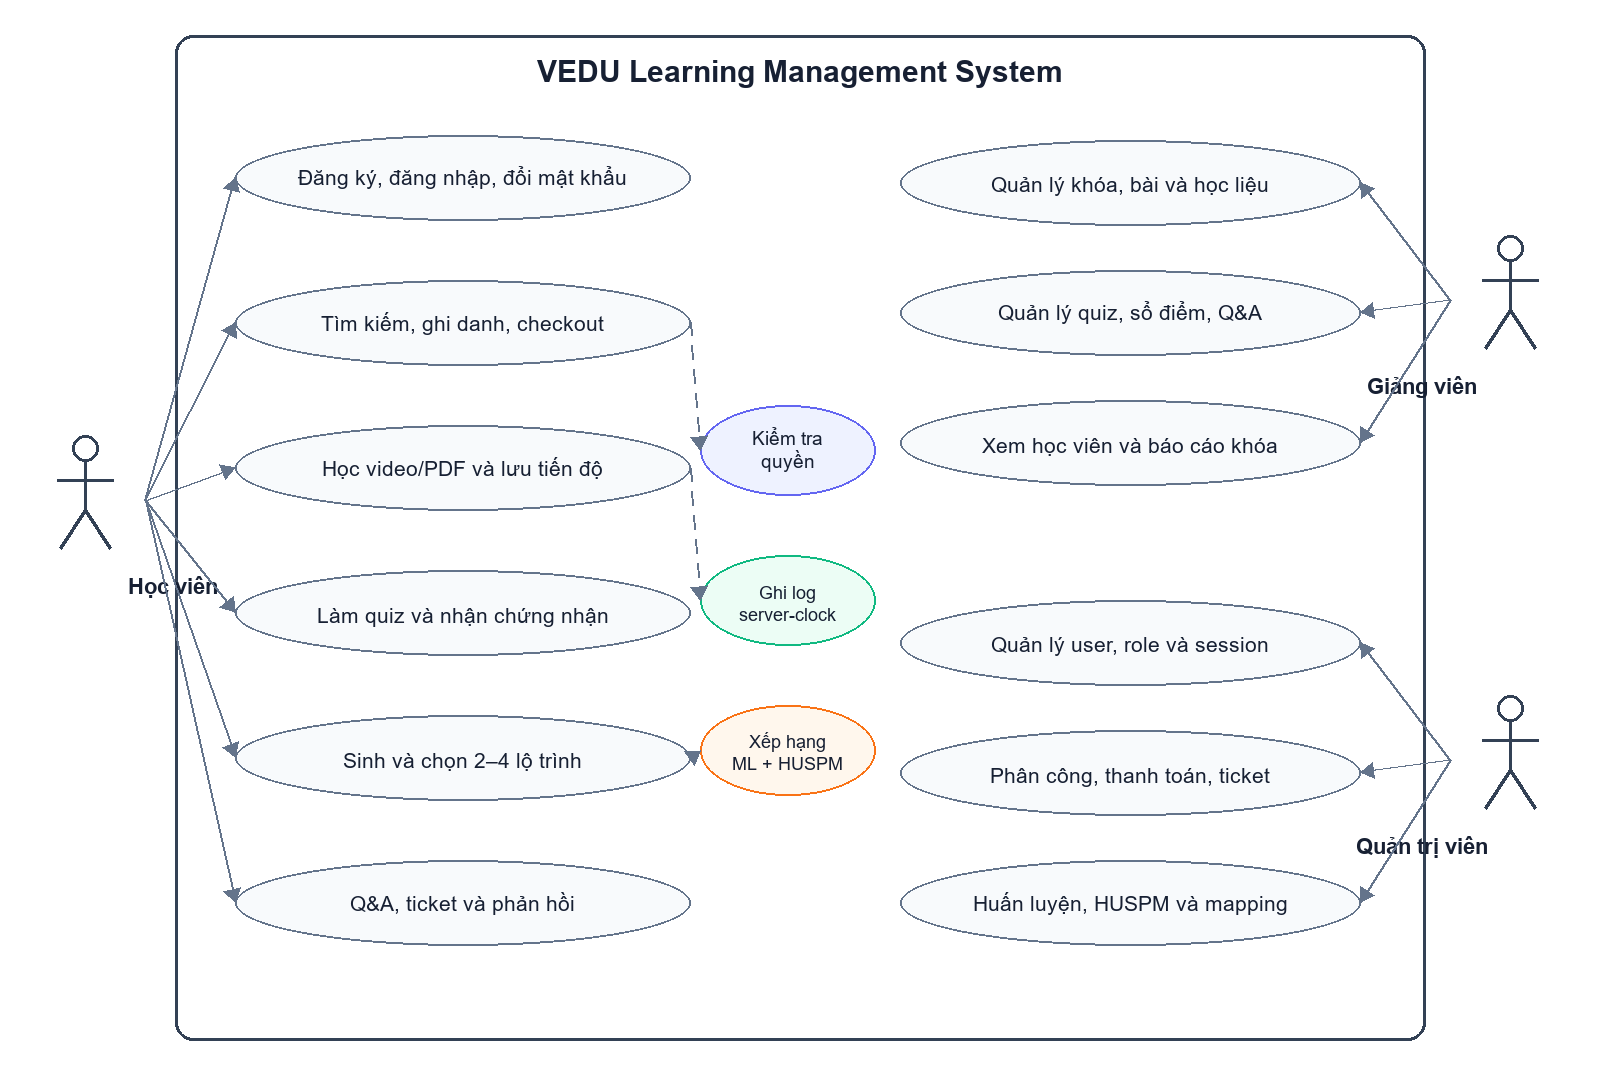 VEDU Learning Management System
Đăng ký, đăng nhập, đổi mật khẩu
Tìm kiếm, ghi danh, checkout
Học video/PDF và lưu tiến độ
Làm quiz và nhận chứng nhận
Sinh và chọn 2–4 lộ trình
Q&A, ticket và phản hồi
Học viên
Kiểm tra
quyền
Ghi log
server-clock
Xếp hạng
ML + HUSPM
Quản lý khóa, bài và học liệu
Quản lý quiz, sổ điểm, Q&A
Xem học viên và báo cáo khóa
Giảng viên
Quản lý user, role và session
Phân công, thanh toán, ticket
Huấn luyện, HUSPM và mapping
Quản trị viên